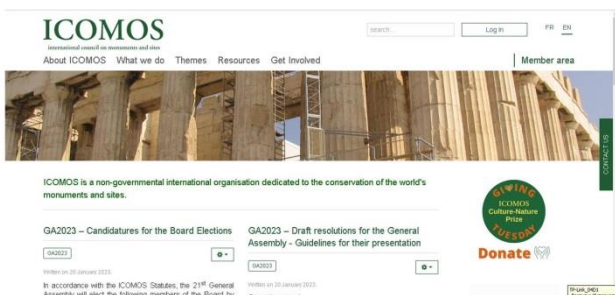 ICOMOS
international council on monuments and sites
search...
Log in
FR EN
About ICOMOS What we do Themes Resources Get Involved
Member area
CONTACT US
ICOMOS is a non-governmental international organisation dedicated to the conservation of the world's
monuments and sites.
GA2023 – Candidatures for the Board Elections
GA2023
Written on 20 January 2023.
In accordance with the ICOMOS Statutes, the 21st General
Assembly will elect the following members of the Board by
GA2023 – Draft resolutions for the General
Assembly - Guidelines for their presentation
GA2023
Written on 20 January 2023.
GIVING
ICOMOS
Culture-Nature
Prize
TUESDAY
Donate